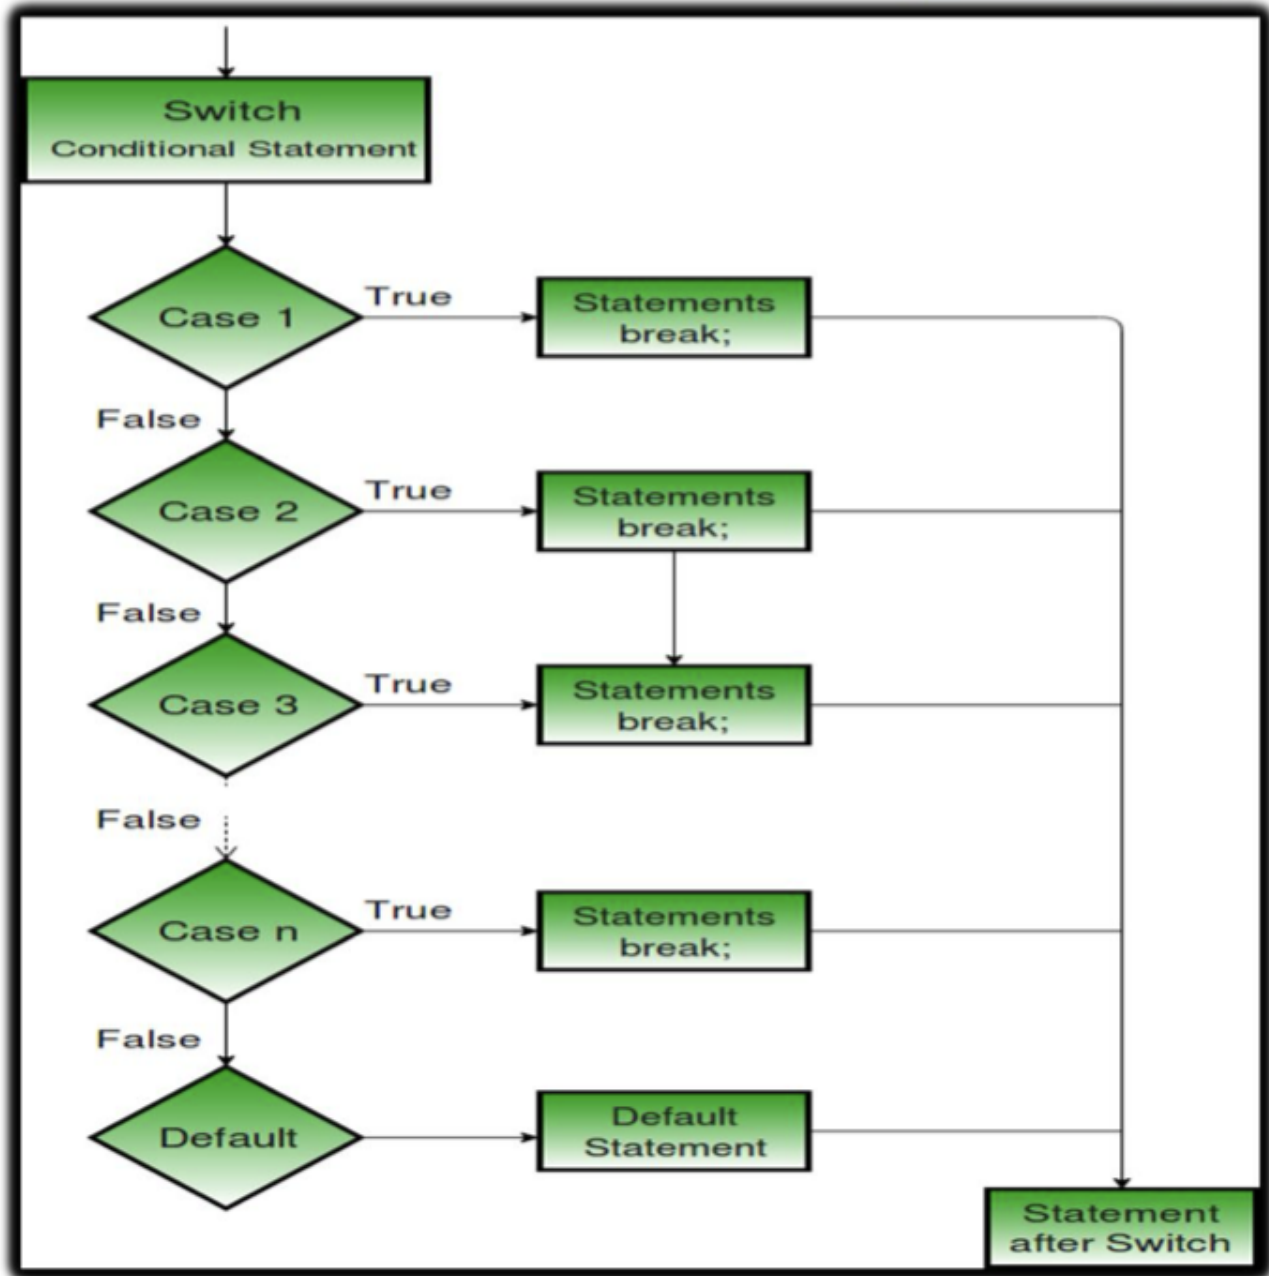 Switch
Conditional Statement
Case 1
True
Statements
break;
False
Case 2
True
Statements
break;
False
Case 3
True
Statements
break;
False
Case n
True
Statements
break;
False
Default
Default
Statement
Statement
after Switch